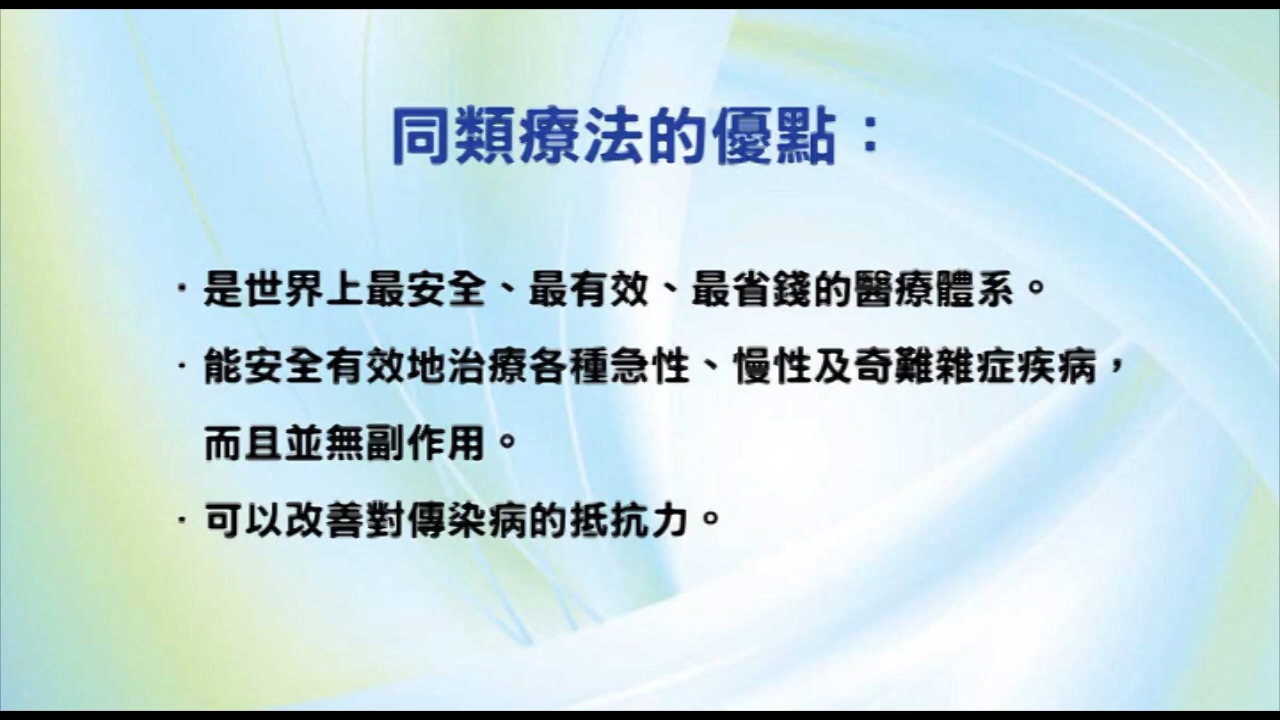 同類療法的優點：
·是世界上最安全、最有效、最省錢的醫療體系。
·能安全有效地治療各種急性、慢性及奇難雜症疾病，
而且並無副作用。
·可以改善對傳染病的抵抗力。